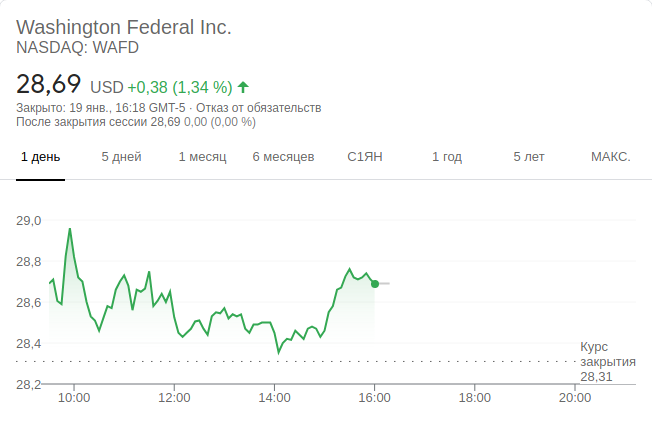 Washington Federal Inc.
NASDAQ: WAFD
28,69 USD +0,38 (1,34 %)
Закрыто: 19 янв., 16:18 GMT-5 · Отказ от обязательств
После закрытия сессии 28,69 0,00 (0,00 %)
1 день 5 дней 1 месяц 6 месяцев С1ЯН 1 год 5 лет МАКС.
29,0
28,8
28,6
28,4
Курс
закрытия
28,31
28,2
10:00 12:00 14:00 16:00 18:00 20:00